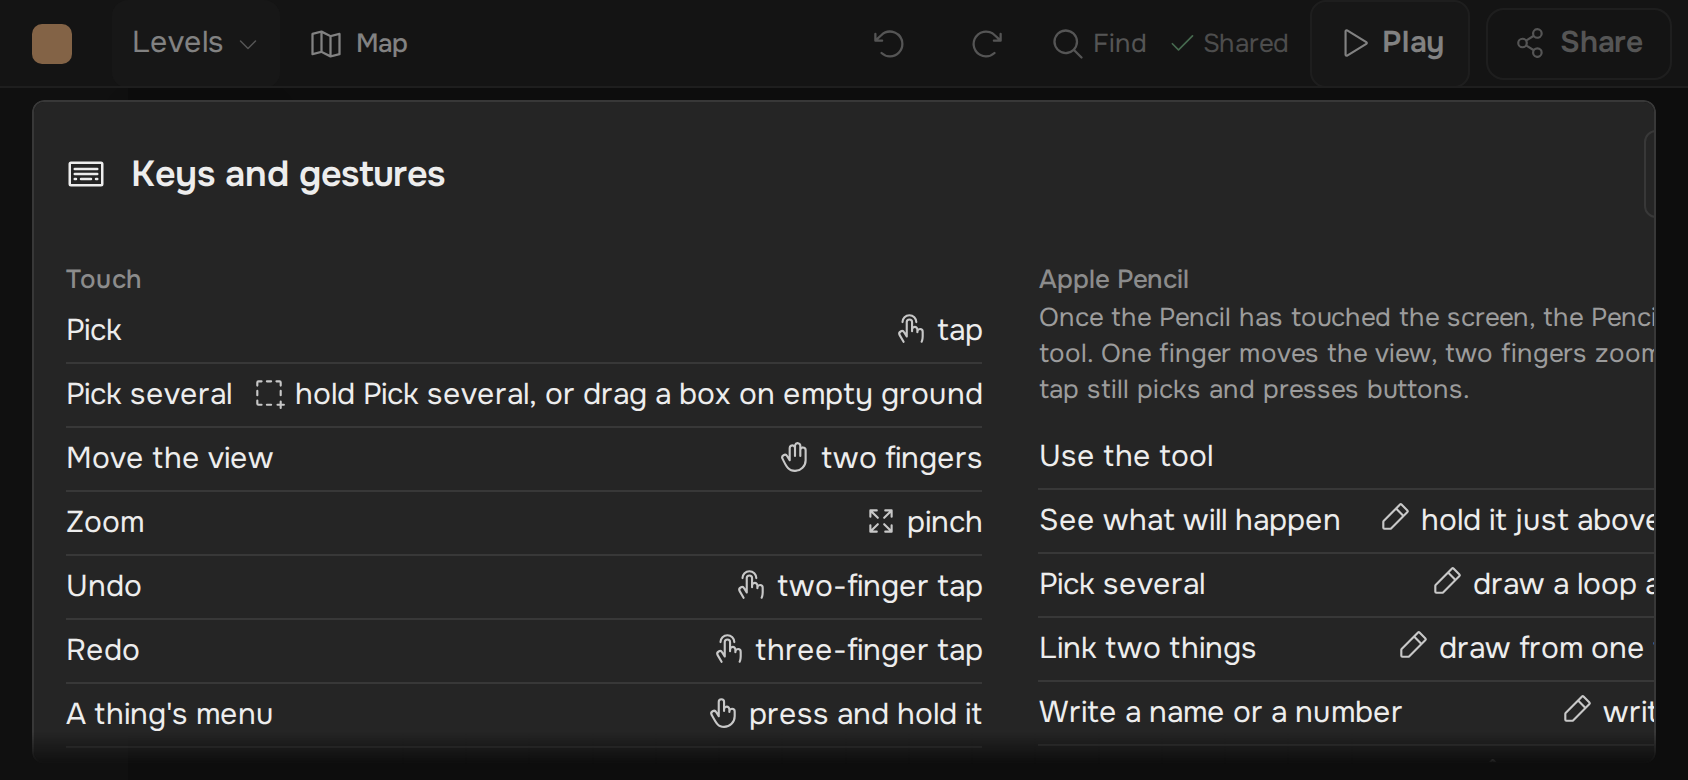 Levels
Map
Find
Shared
Play
Share
Keys and gestures
Touch
Pick
tap
Pick several
hold Pick several, or drag a box on empty ground
Move the view
two fingers
Zoom
pinch
Undo
two-finger tap
Redo
three-finger tap
A thing's menu
press and hold it
Apple Pencil
Once the Pencil has touched the screen, the
tool. One finger moves the view, two fingers zoom
tap still picks and presses buttons.
Use the tool
See what will happen
hold it just above
Pick several
draw a loop
Link two things
draw from one
Write a name or a number